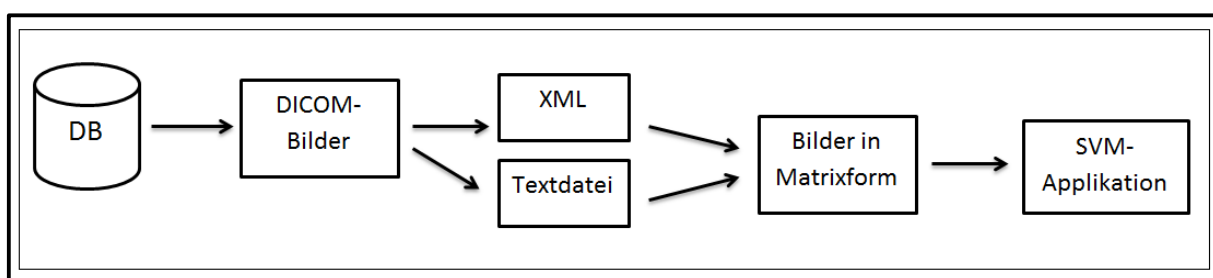 DB
DICOM-
Bilder
XML
Textdatei
Bilder in
Matrixform
SVM-
Applikation